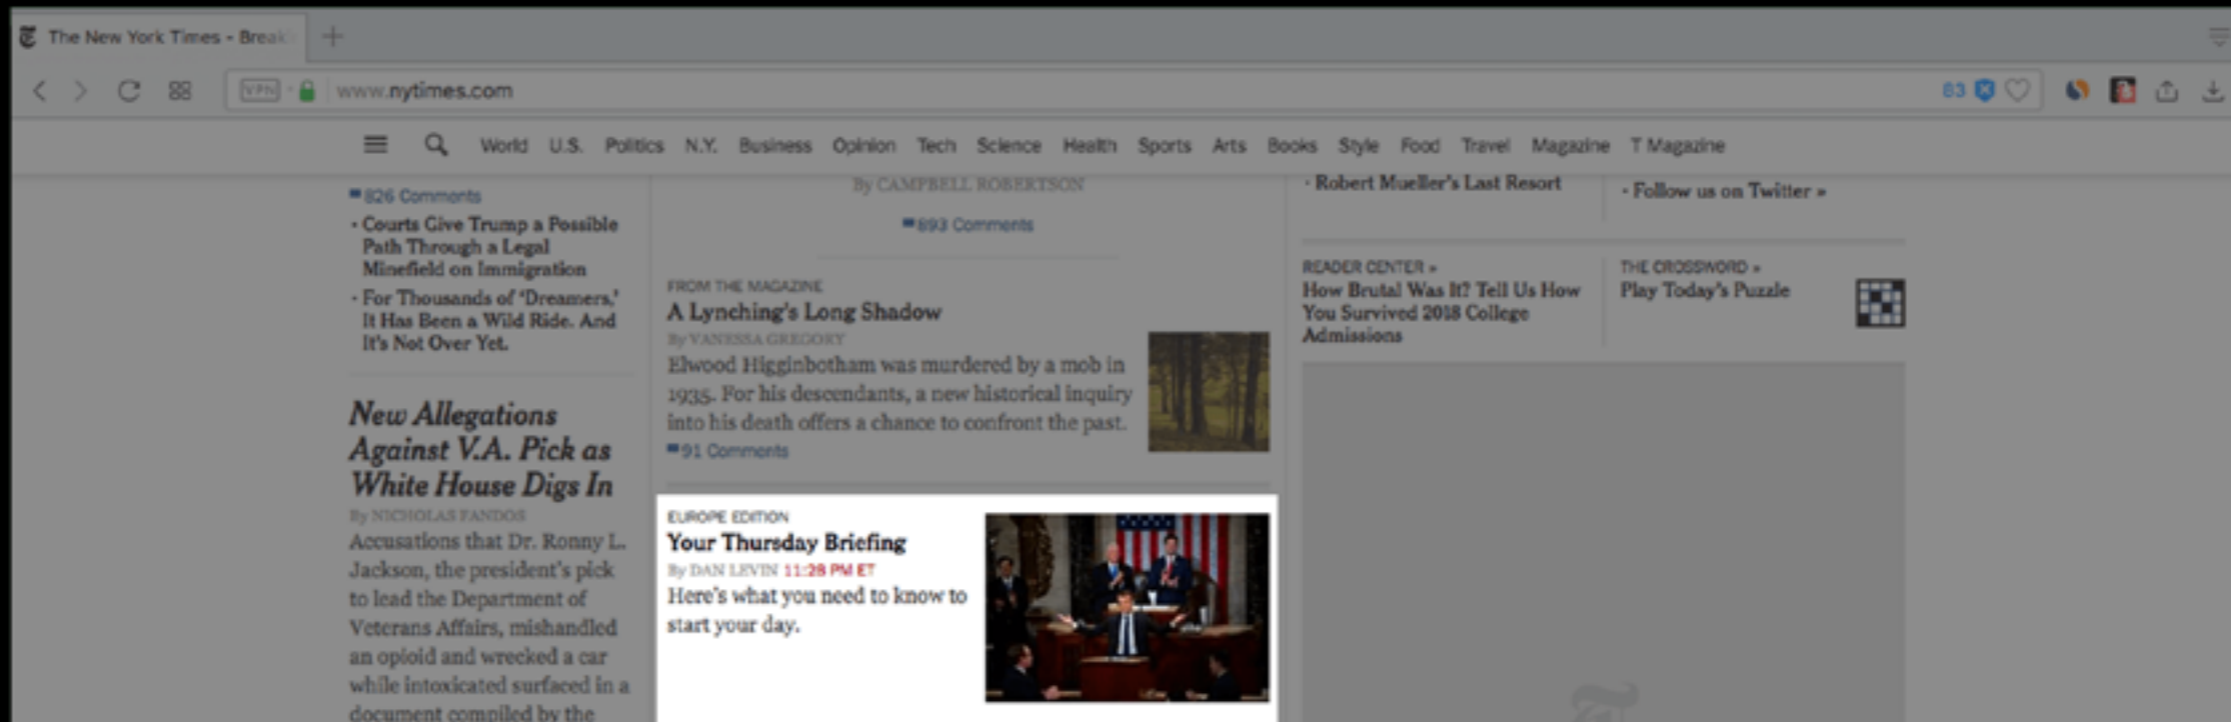 The New York Times - Break
VPN
www.nytimes.com
83
World U.S. Politics N.Y. Business Opinion Tech Science Health Sports Arts Books Style Food Travel Magazine T Magazine
826 Comments
· Courts Give Trump a Possible
Path Through a Legal
Minefield on Immigration
· For Thousands of ‘Dreamers,’
It Has Been a Wild Ride. And
It’s Not Over Yet.
New Allegations
Against V.A. Pick as
White House Digs In
By NICHOLAS FANDOS
Accusations that Dr. Ronny L.
Jackson, the president’s pick
to lead the Department of
Veterans Affairs, mishandled
an opioid and wrecked a car
while intoxicated surfaced in a
document compiled by the
By CAMPBELL ROBERTSON
893 Comments
FROM THE MAGAZINE
A Lynching’s Long Shadow
By VANESSA GREGORY
Elwood Higginbotham was murdered by a mob in
1935. For his descendants, a new historical inquiry
into his death offers a chance to confront the past.
91 Comments
EUROPE EDITION
Your Thursday Briefing
By DAN LEVIN 11:28 PM ET
Here’s what you need to know to
start your day.
· Robert Mueller’s Last Resort
· Follow us on Twitter »
READER CENTER »
How Brutal Was It? Tell Us How
You Survived 2018 College
Admissions
THE CROSSWORD »
Play Today’s Puzzle